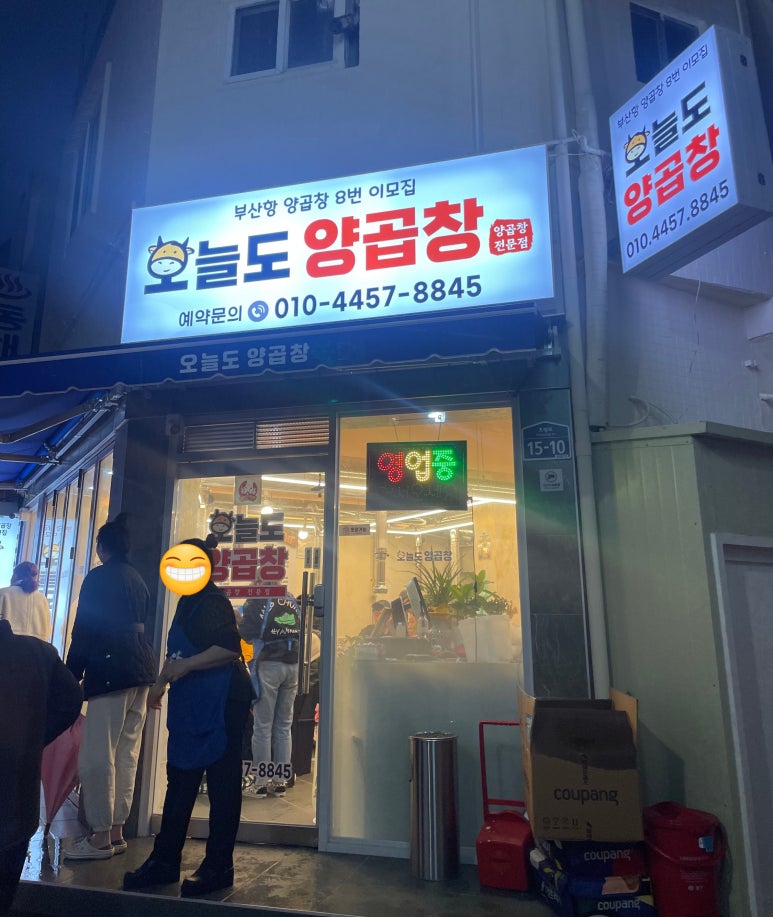 부산항 양곱창 8번 이모집
오늘도 양곱창
양곱창
전문점
예약문의 010-4457-8845
부산항 양곱창 8번 이모집
오늘도
양곱창
010.4457.8845
오늘도 양곱창
15-10
영업중
오늘도
양곱창
전문점
오늘도양곱창
7-8845
coupang
coupang